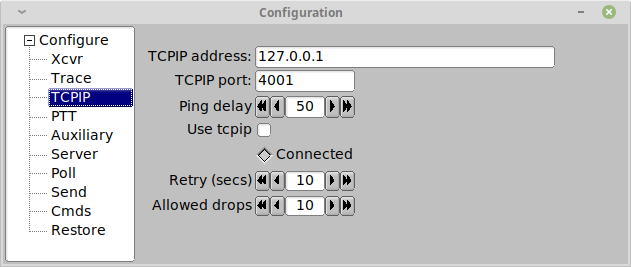 Configuration
Configure
Xcvr
Trace
TCPIP
PTT
Auxiliary
Server
Poll
Send
Cmds
Restore
TCPIP address: 127.0.0.1
TCPIP port: 4001
Ping delay 50
Use tcpip
Connected
Retry (secs) 10
Allowed drops 10